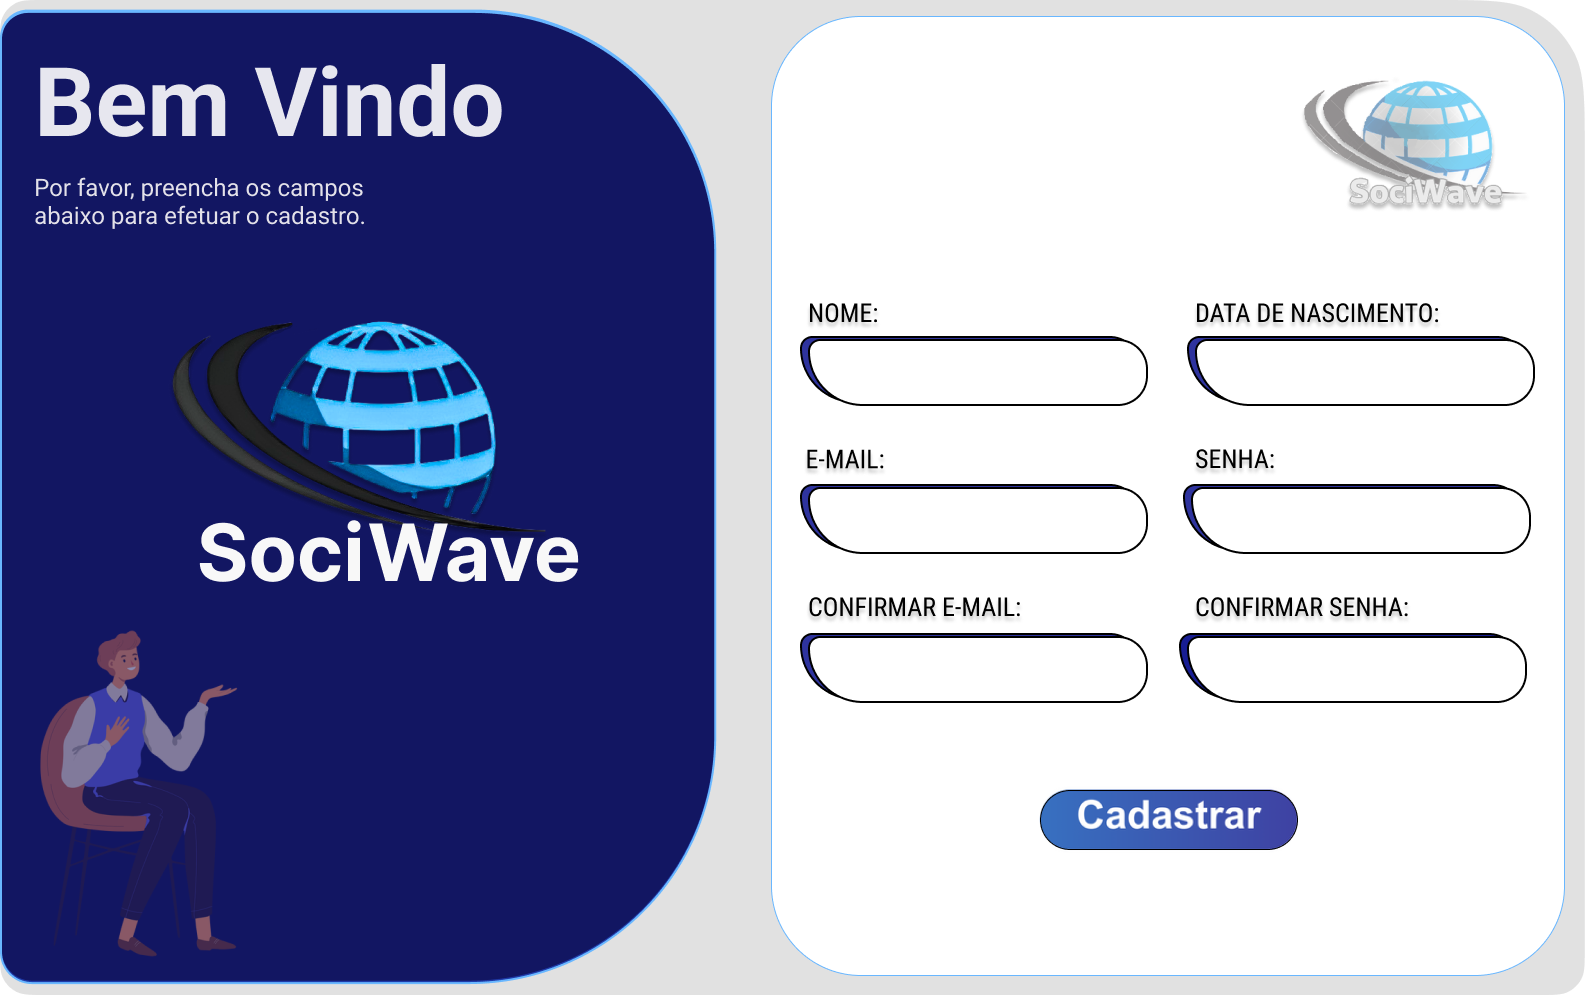 Bem Vindo
Por favor, preencha os campos
abaixo para efetuar o cadastro.
SociWave
SociWave
NOME:
DATA DE NASCIMENTO:
E-MAIL:
SENHA:
CONFIRMAR E-MAIL:
CONFIRMAR SENHA:
Cadastrar